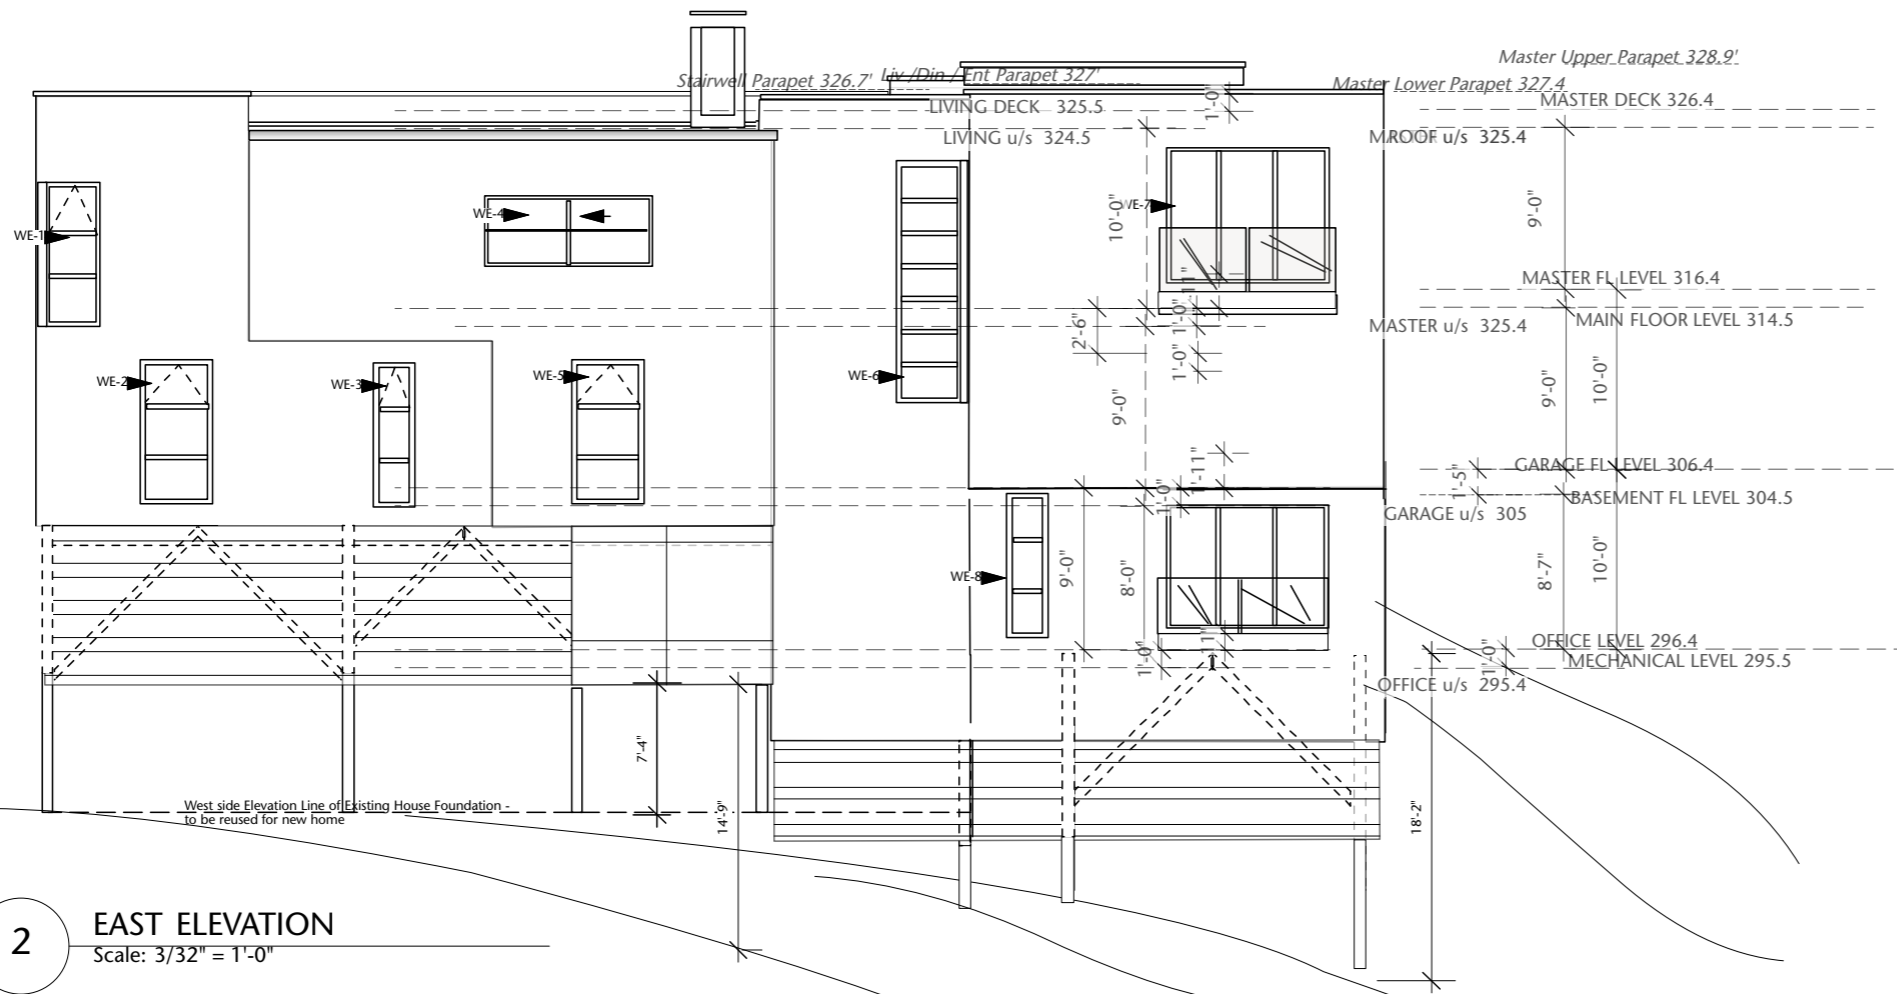 Master Upper Parapet 328.9'
Stairwell Parapet 326.7'
Liv /Din / Ent Parapet 327'
Master Lower Parapet 327.4
MASTER DECK 326.4
LIVING DECK 325.5
1'-0"
LIVING u/s 324.5
ROOF u/s 325.4
WE-1
WE-4
WE-7
10'-0"
9'-0"
MASTER FL LEVEL 316.4
11"
1'-0"
MAIN FLOOR LEVEL 314.5
MASTER u/s 325.4
2'-6"
1'-0"
WE-2
WE-3
WE-5
WE-6
9'-0"
9'-0"
10'-0"
GARAGE FL LEVEL 306.4
1'-11"
1'-5"
1'-0"
BASEMENT FL LEVEL 304.5
GARAGE u/s 305
WE-8
9'-0"
8'-0"
8'-7"
10'-0"
OFFICE LEVEL 296.4
1'-0"
1'-0"
MECHANICAL LEVEL 295.5
OFFICE u/s 295.4
7'-4"
14'-9"
18'-2"
West side Elevation Line of Existing House Foundation -
to be reused for new home
2
EAST ELEVATION
Scale: 3/32" = 1'-0"